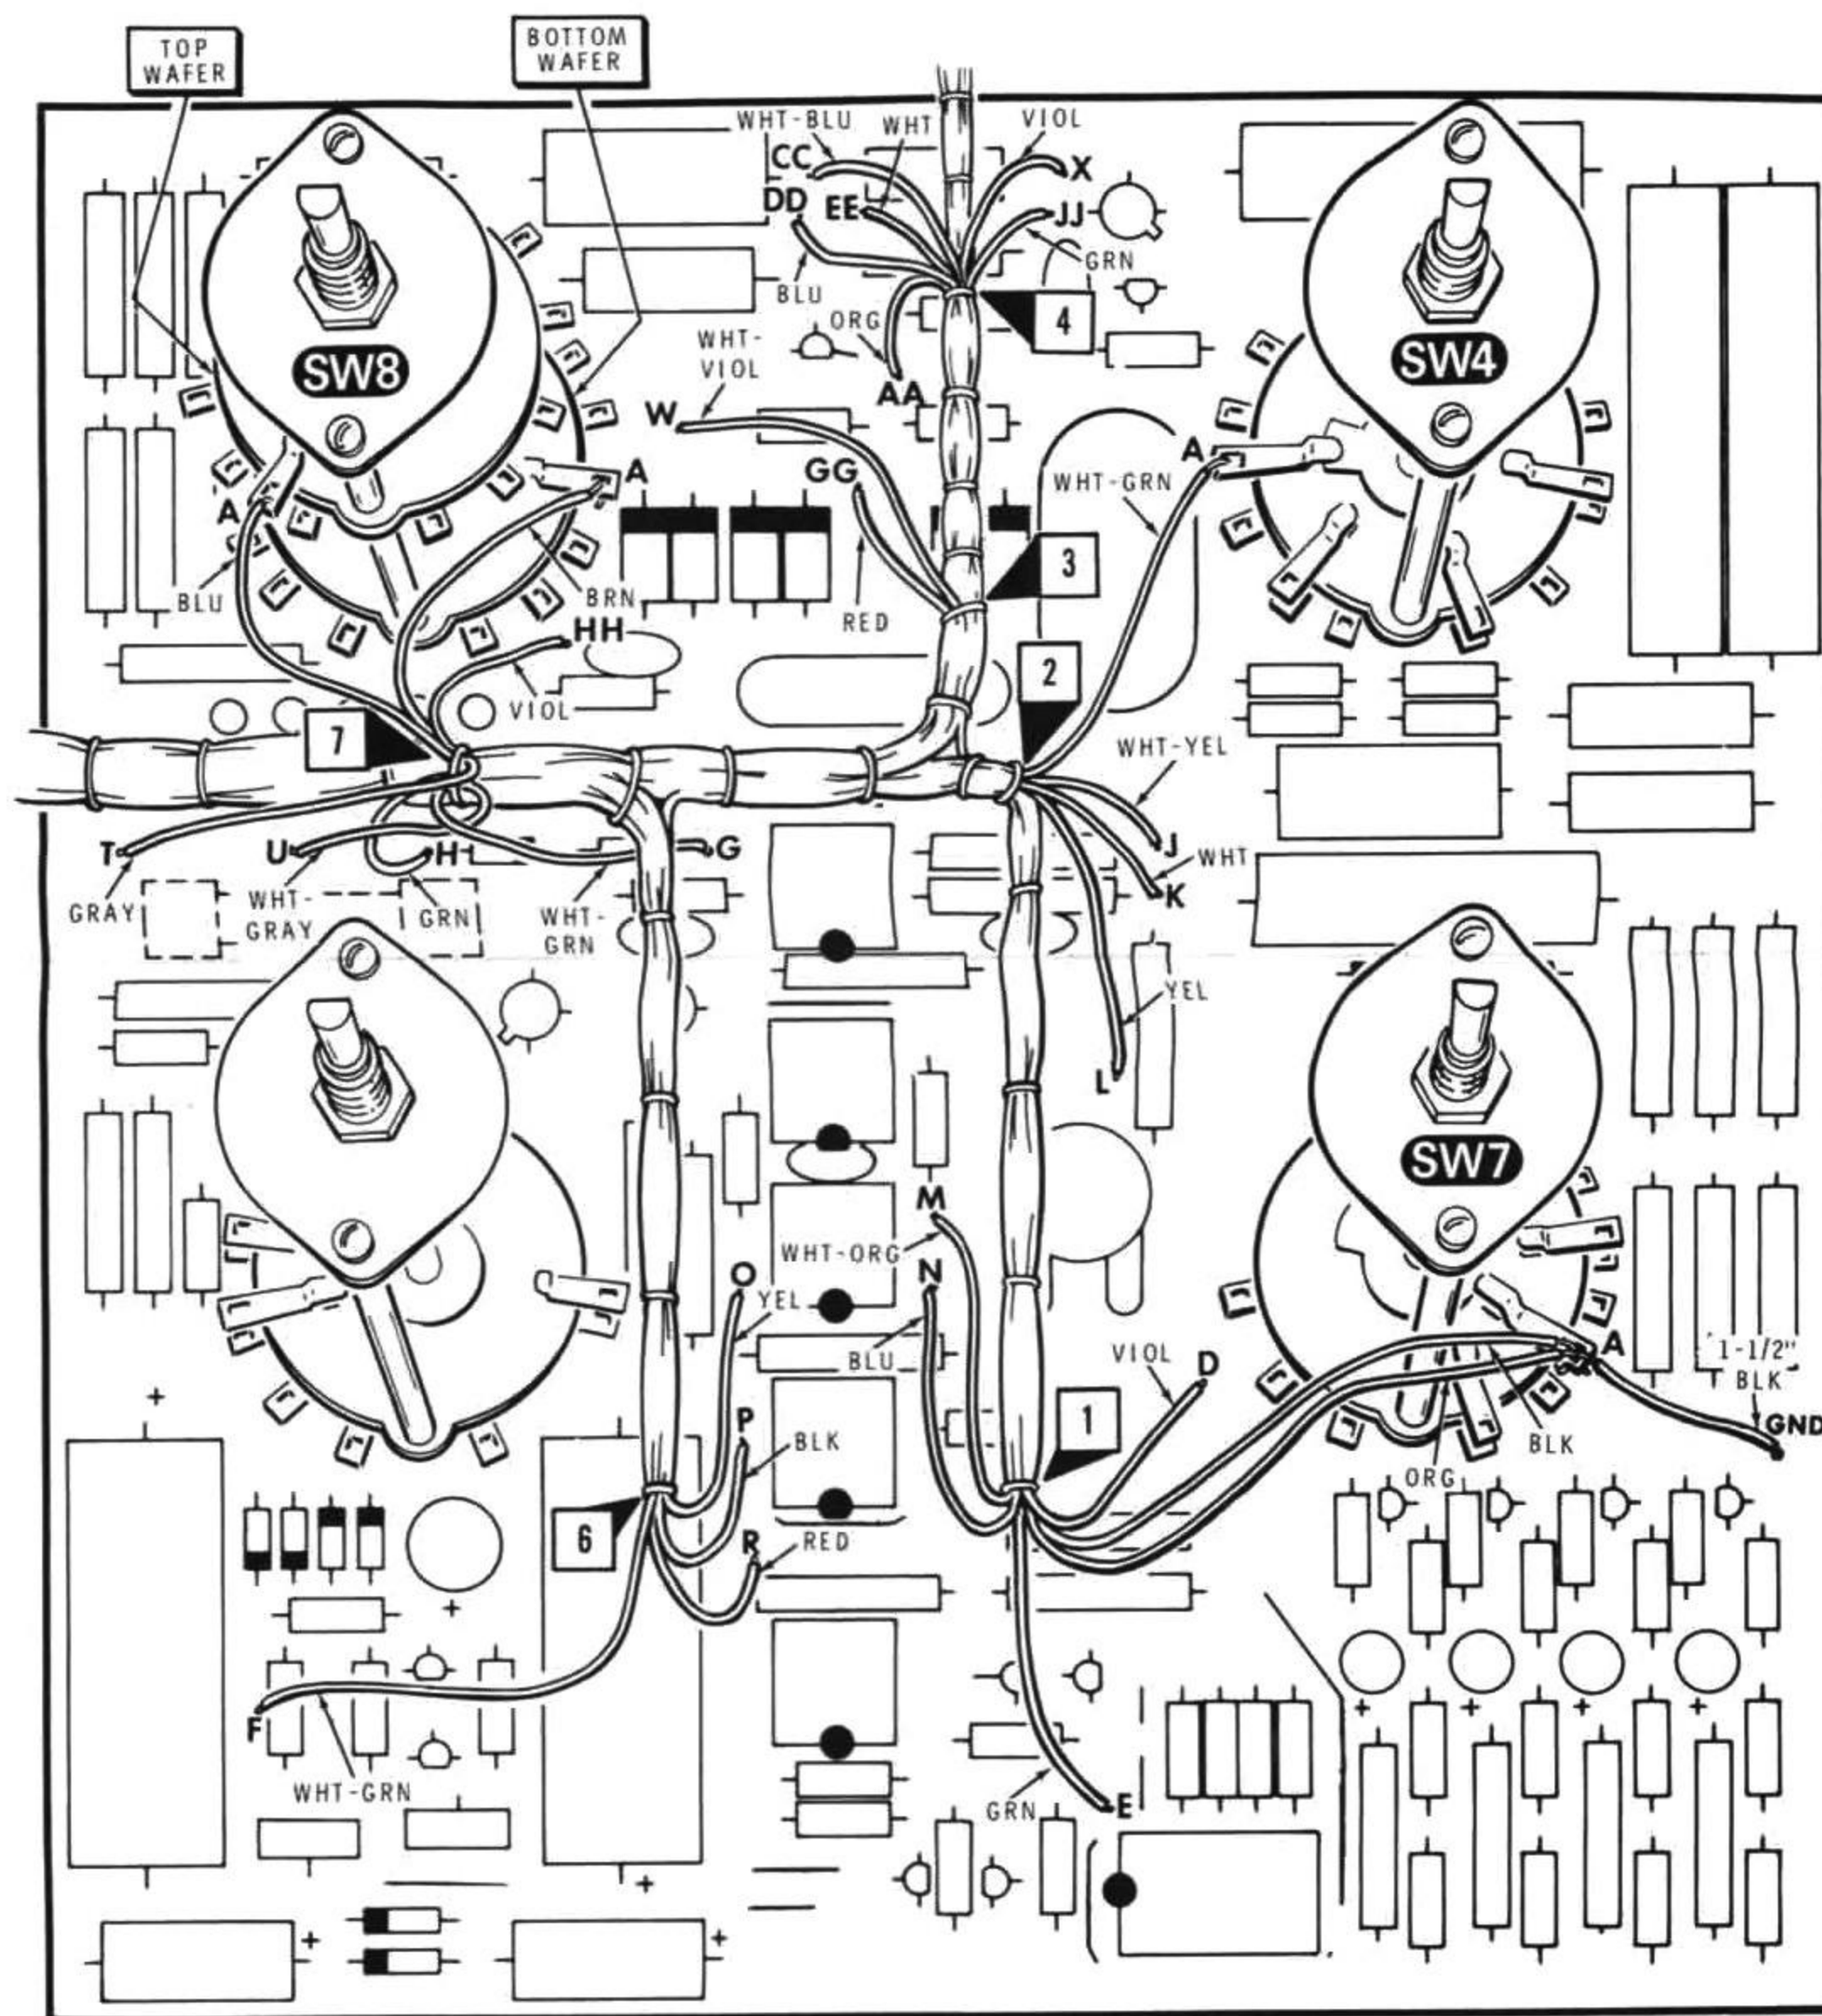 TOP
WAFER
BOTTOM
WAFER
WHT-BLU
WHT
VIOL
CC
X
DD
EE
JJ
GRN
BLU
ORG
4
WHT-
VIOL
SW8
SW4
AA
W
GG
A
A
A
WHT-GRN
BLU
BRN
3
RED
HH
VIOL
2
7
WHT-YEL
T
U
H
G
J
WHT
K
GRAY
WHT-
GRAY
GRN
WHT-
GRN
YEL
L
SW7
M
WHT-ORG
O
YEL
N
BLU
VIOL
D
A
1-1/2"
BLK
+
P
BLK
1
GND
BLK
ORG
6
R
RED
+
F
+
+
+
+
WHT-GRN
GRN
E
+
+
+